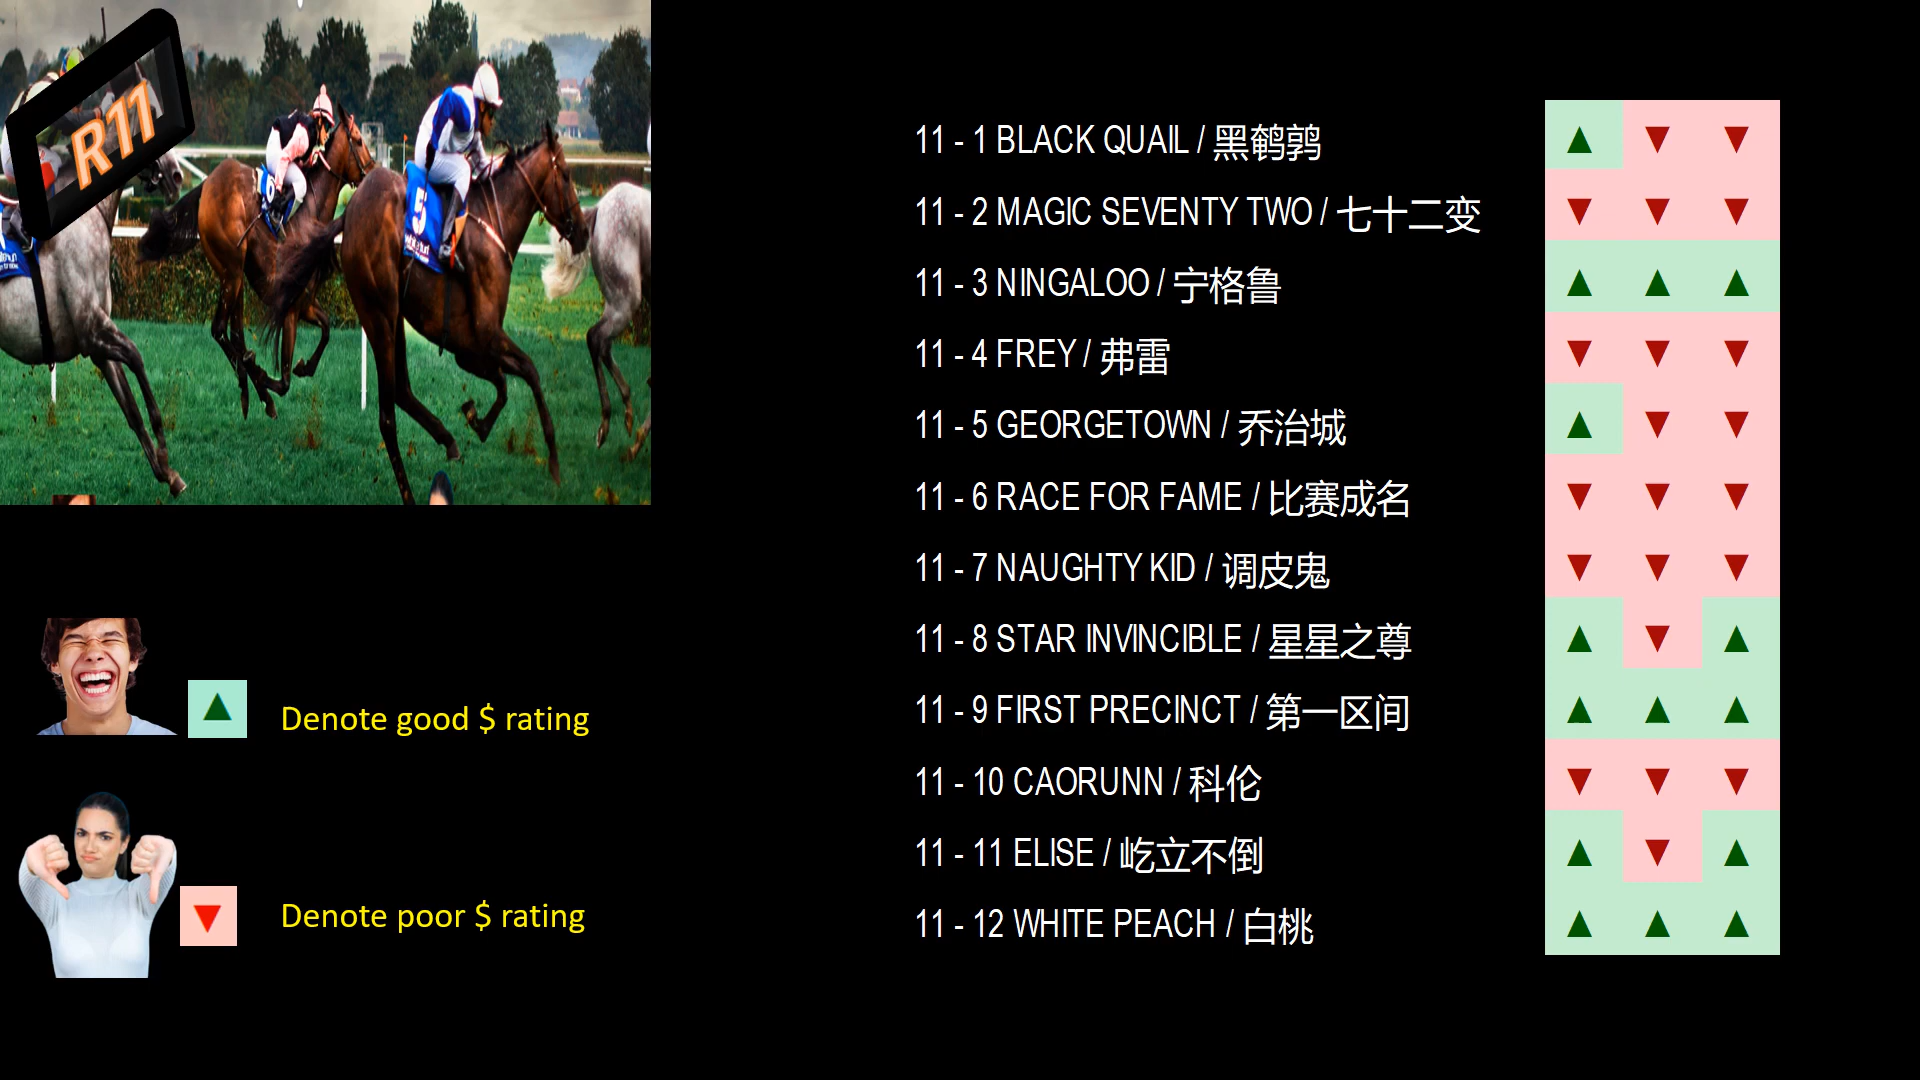 R11
6
5
11 - 1 BLACK QUAIL / 黑鹌鹑 ▲ ▼ ▼
11 - 2 MAGIC SEVENTY TWO / 七十二变 ▼ ▼ ▼
11 - 3 NINGALOO / 宁格鲁 ▲ ▲ ▲
11 - 4 FREY / 弗雷 ▼ ▼ ▼
11 - 5 GEORGETOWN / 乔治城 ▲ ▼ ▼
11 - 6 RACE FOR FAME / 比赛成名 ▼ ▼ ▼
11 - 7 NAUGHTY KID / 调皮鬼 ▼ ▼ ▼
11 - 8 STAR INVINCIBLE / 星星之尊 ▲ ▼ ▲
11 - 9 FIRST PRECINCT / 第一区间 ▲ ▲ ▲
11 - 10 CAORUNN / 科伦 ▼ ▼ ▼
11 - 11 ELISE / 屹立不倒 ▲ ▼ ▲
11 - 12 WHITE PEACH / 白桃 ▲ ▲ ▲
▲ Denote good $ rating
▼ Denote poor $ rating